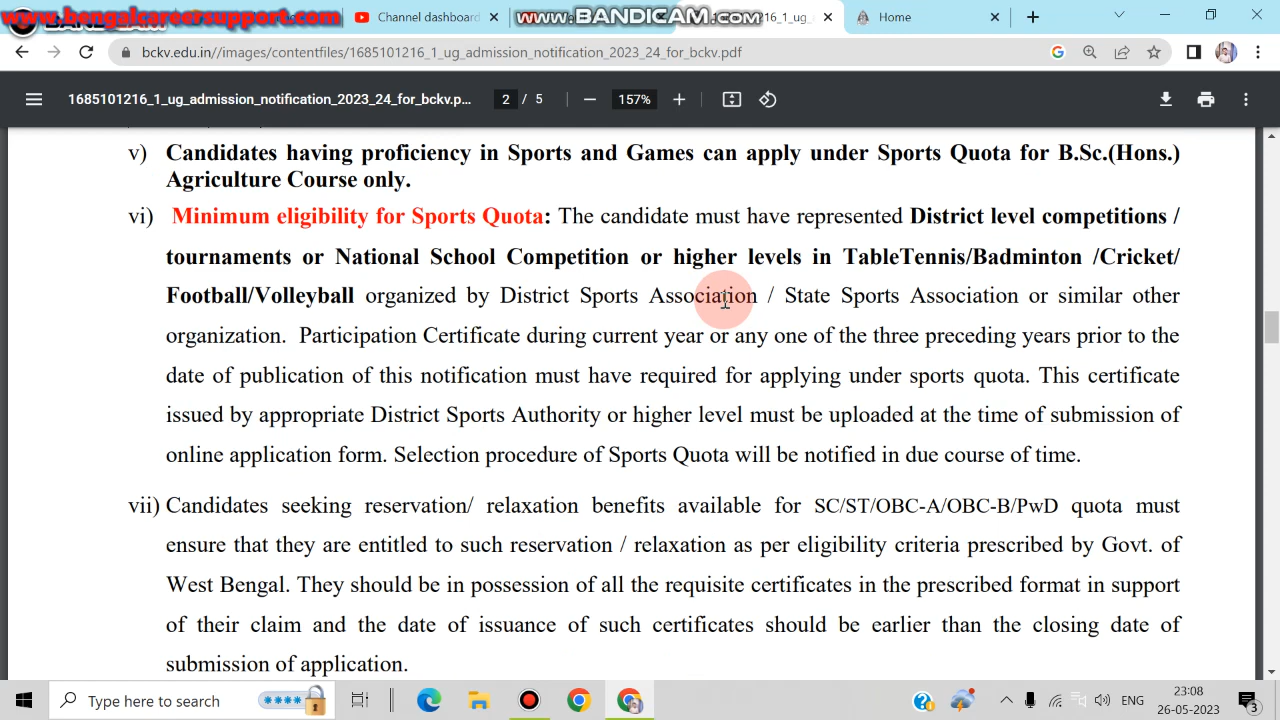 www.bengalcareersupport.com
Channel dashboard
www.BANDICAM.com
16_1_ug_
Home
bckv.edu.in//images/contentfiles/1685101216_1_ug_admission_notification_2023_24_for_bckv.pdf
1685101216_1_ug_admission_notification_2023_24_for_bckv.p...
2 / 5
157%
v) Candidates having proficiency in Sports and Games can apply under Sports Quota for B.Sc.(Hons.)
Agriculture Course only.
vi) Minimum eligibility for Sports Quota: The candidate must have represented District level competitions /
tournaments or National School Competition or higher levels in TableTennis/Badminton /Cricket/
Football/Volleyball organized by District Sports Association / State Sports Association or similar other
organization. Participation Certificate during current year or any one of the three preceding years prior to the
date of publication of this notification must have required for applying under sports quota. This certificate
issued by appropriate District Sports Authority or higher level must be uploaded at the time of submission of
online application form. Selection procedure of Sports Quota will be notified in due course of time.
vii) Candidates seeking reservation/ relaxation benefits available for SC/ST/OBC-A/OBC-B/PwD quota must
ensure that they are entitled to such reservation / relaxation as per eligibility criteria prescribed by Govt. of
West Bengal. They should be in possession of all the requisite certificates in the prescribed format in support
of their claim and the date of issuance of such certificates should be earlier than the closing date of
submission of application.
Type here to search
ENG
23:08
26-05-2023
3